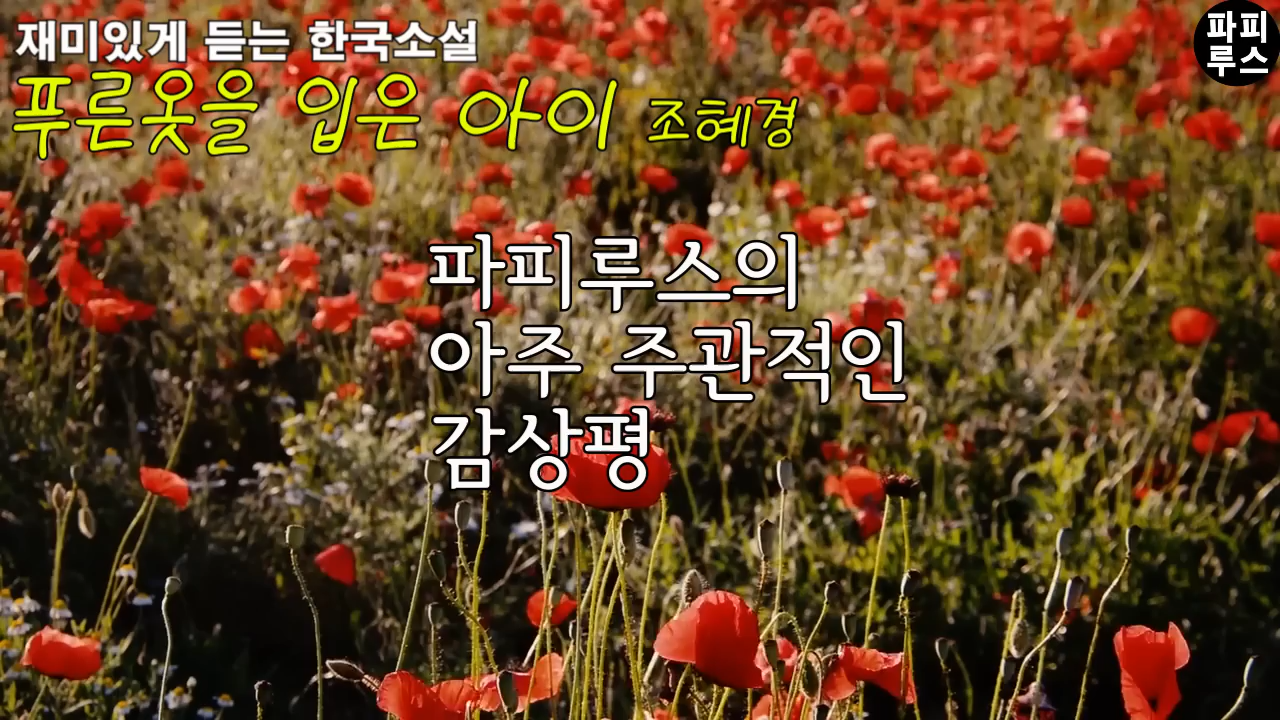 재미있게 듣는 한국소설
푸른옷을 입은 아이 조혜경
파피
루스
파피루스의
아주 주관적인
감상평